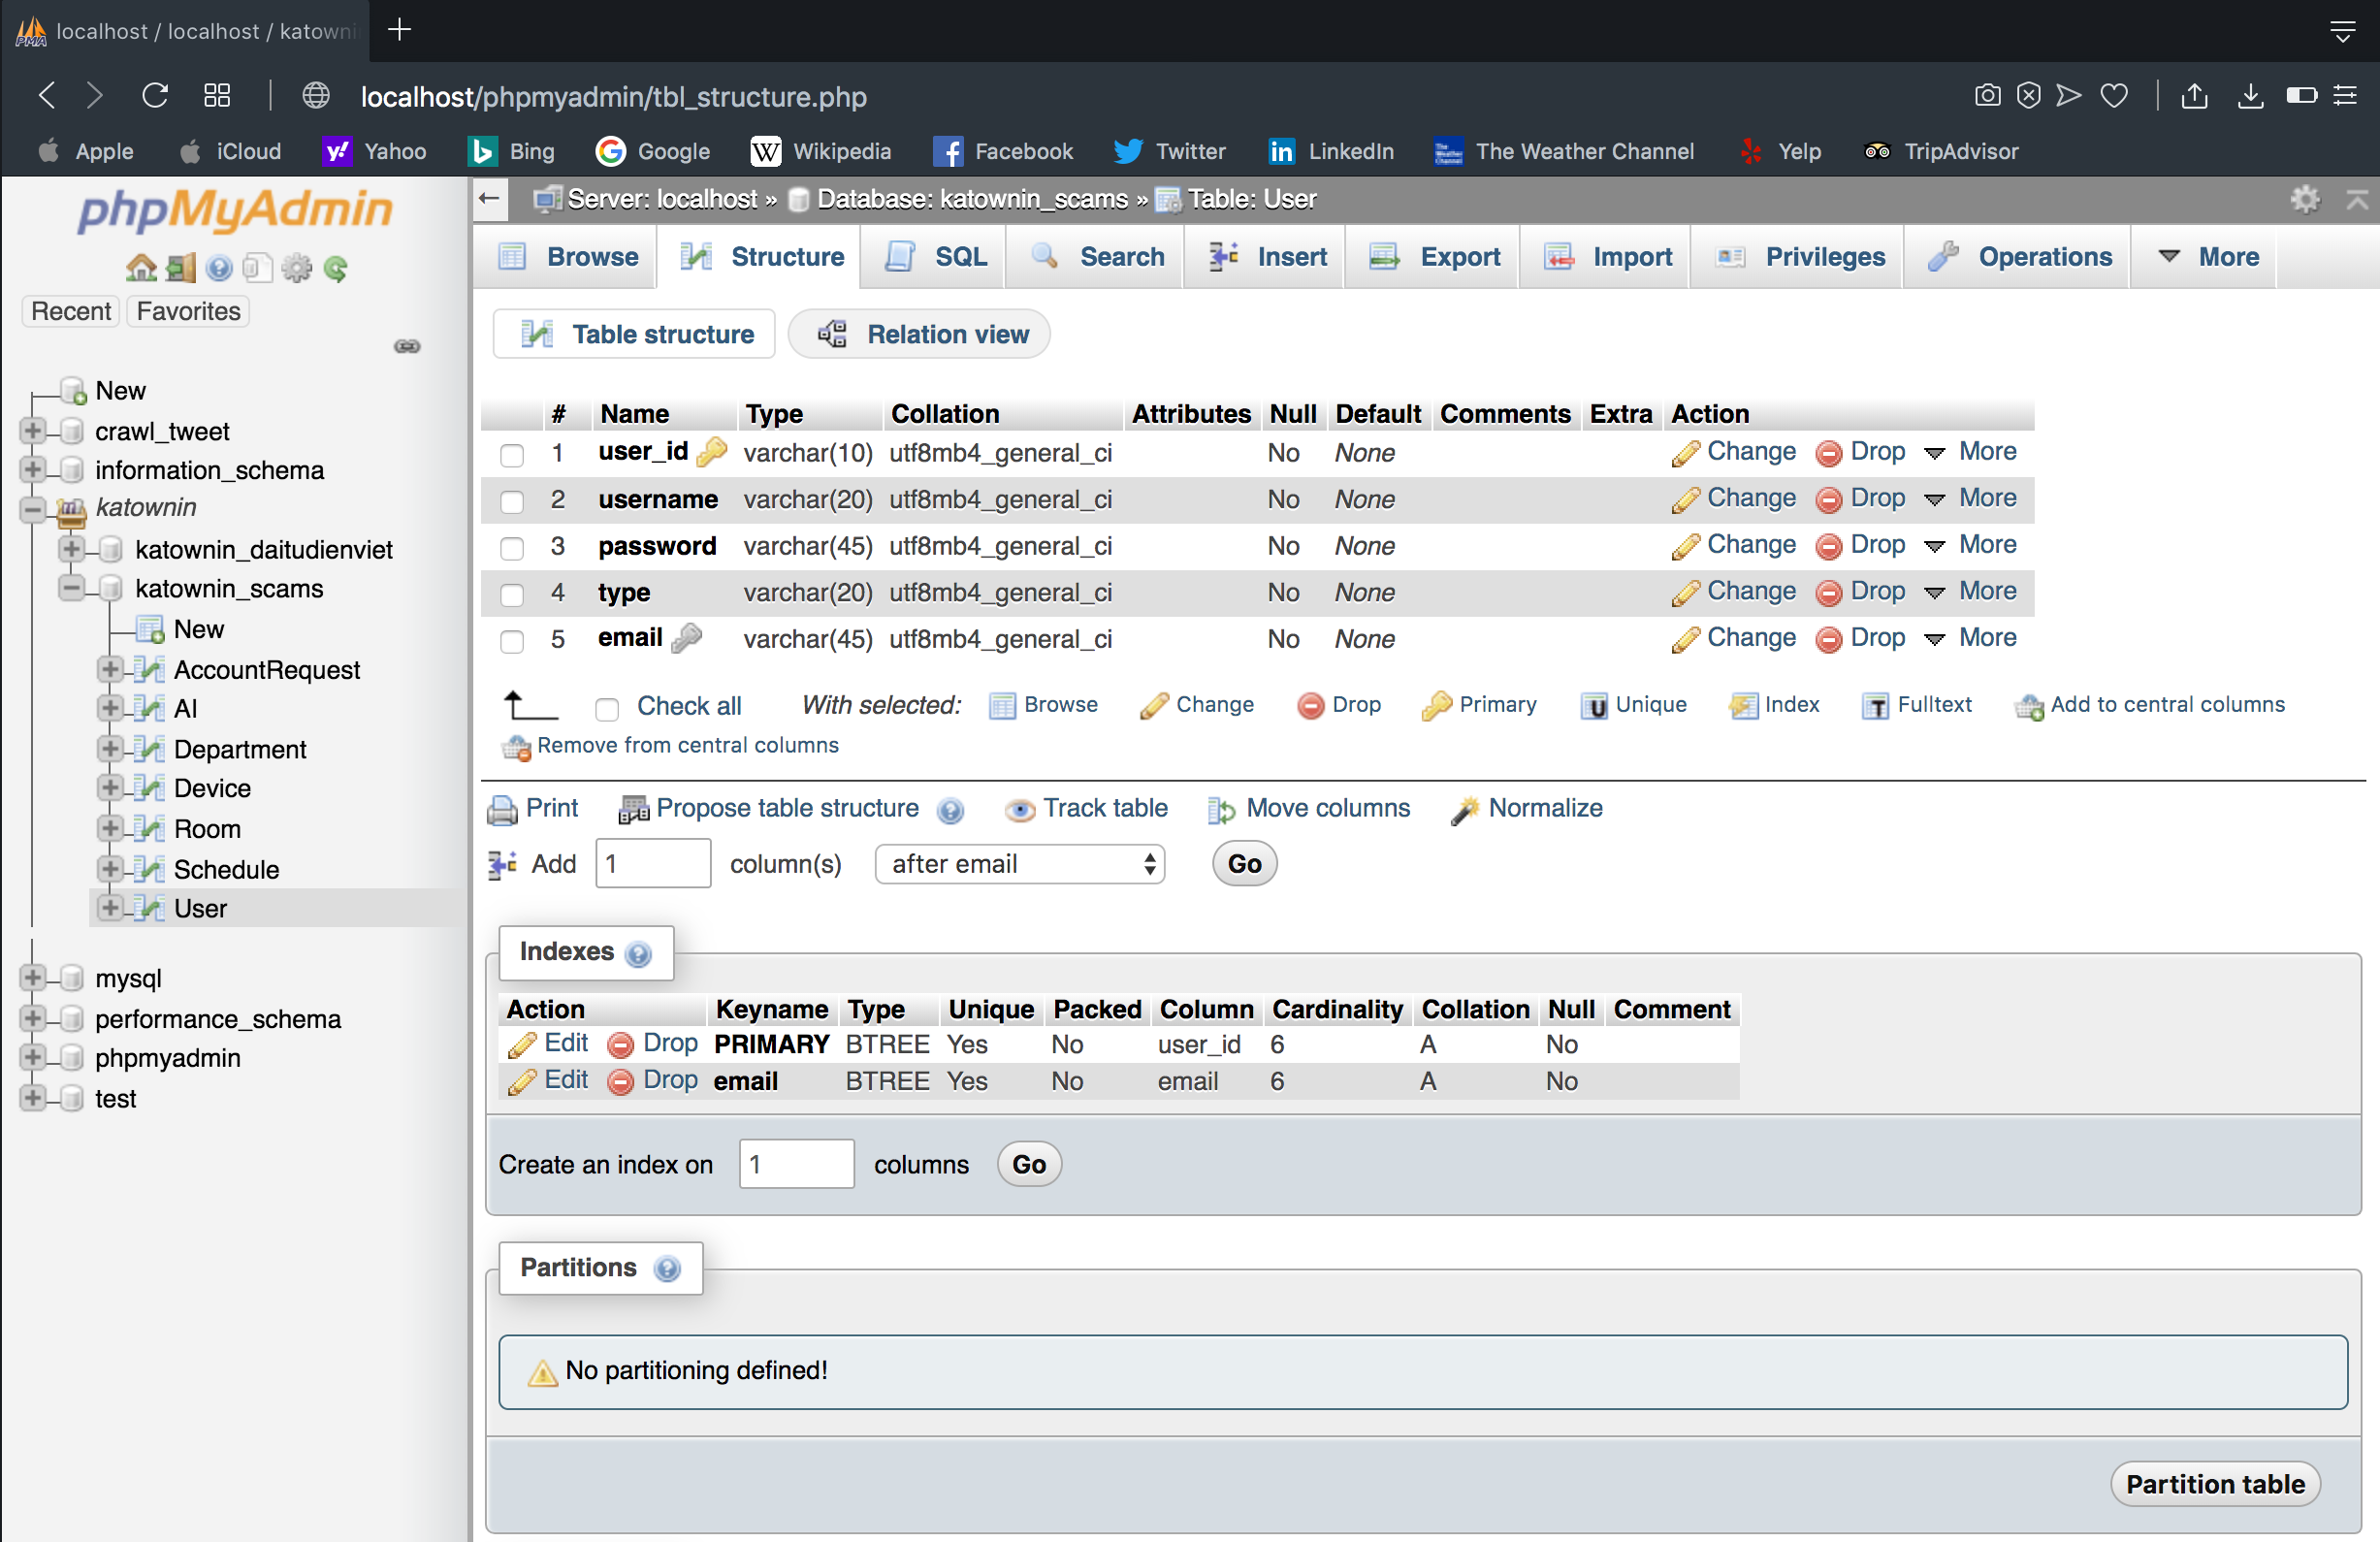 localhost / localhost / katowni
localhost/phpmyadmin/tbl_structure.php
Apple iCloud Yahoo Bing Google Wikipedia Facebook Twitter LinkedIn The Weather Channel Yelp TripAdvisor
phpMyAdmin
Recent Favorites
New
crawl_tweet
information_schema
katownin
katownin_daitudienviet
katownin_scams
New
AccountRequest
AI
Department
Device
Room
Schedule
User
mysql
performance_schema
phpmyadmin
test
Server: localhost » Database: katownin_scams » Table: User
Browse Structure SQL Search Insert Export Import Privileges Operations More
Table structure Relation view
# Name Type Collation Attributes Null Default Comments Extra Action
1 user_id varchar(10) utf8mb4_general_ci No None Change Drop More
2 username varchar(20) utf8mb4_general_ci No None Change Drop More
3 password varchar(45) utf8mb4_general_ci No None Change Drop More
4 type varchar(20) utf8mb4_general_ci No None Change Drop More
5 email varchar(45) utf8mb4_general_ci No None Change Drop More
Check all With selected: Browse Change Drop Primary Unique Index Fulltext Add to central columns
Remove from central columns
Print Propose table structure Track table Move columns Normalize
Add 1 column(s) after email Go
Indexes
Action Keyname Type Unique Packed Column Cardinality Collation Null Comment
Edit Drop PRIMARY BTREE Yes No user_id 6 A No
Edit Drop email BTREE Yes No email 6 A No
Create an index on 1 columns Go
Partitions
No partitioning defined!
Partition table